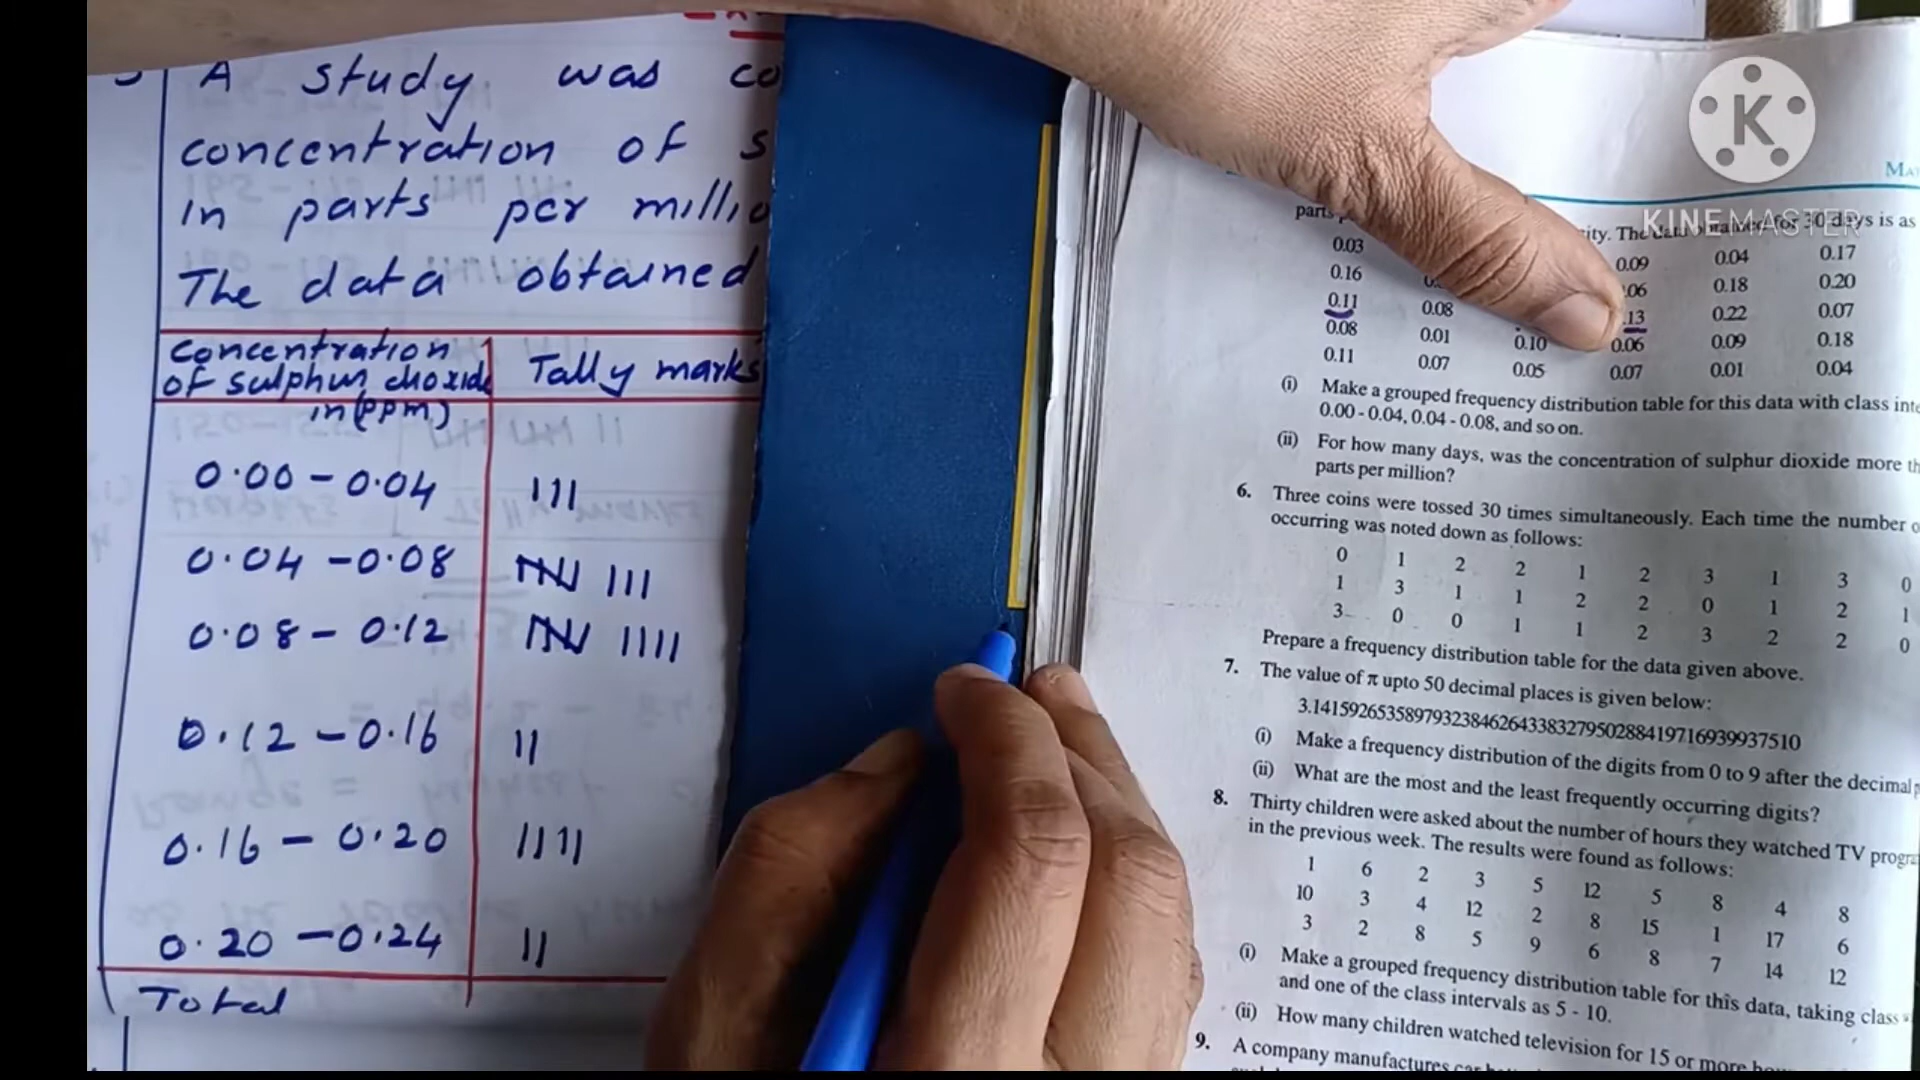 A study was co
concentration of s
in parts per millio
The data obtained
Concentration of sulphur dioxide in (ppm) Tally marks
0.00 - 0.04 |||
0.04 - 0.08 |||| |||
0.08 - 0.12 |||| ||||
0.12 - 0.16 ||
0.16 - 0.20 ||||
0.20 - 0.24 ||
Total
K
KINEMASTER
parts
city. The data obtained for 30 days is as
0.03 0.09 0.04 0.17
0.16 .06 0.18 0.20
0.11 0.08 .13 0.22 0.07
0.08 0.01 0.10 0.06 0.09 0.18
0.11 0.07 0.05 0.07 0.01 0.04
(i) Make a grouped frequency distribution table for this data with class inte
0.00 - 0.04, 0.04 - 0.08, and so on.
(ii) For how many days, was the concentration of sulphur dioxide more th
parts per million?
6. Three coins were tossed 30 times simultaneously. Each time the number o
occurring was noted down as follows:
0 1 2 2 1 2 3 1 3 0
1 3 1 1 2 2 0 1 2 1
3 0 0 1 1 2 3 2 2 0
Prepare a frequency distribution table for the data given above.
7. The value of π upto 50 decimal places is given below:
3.14159265358979323846264338327950288419716939937510
(i) Make a frequency distribution of the digits from 0 to 9 after the decimal p
(ii) What are the most and the least frequently occurring digits?
8. Thirty children were asked about the number of hours they watched TV progra
in the previous week. The results were found as follows:
1 6 2 3 5 12 5 8 4 8
10 3 4 12 2 8 15 1 17 6
3 2 8 5 9 6 8 7 14 12
(i) Make a grouped frequency distribution table for this data, taking class
and one of the class intervals as 5 - 10.
(ii) How many children watched television for 15 or more
9. A company manufactures car